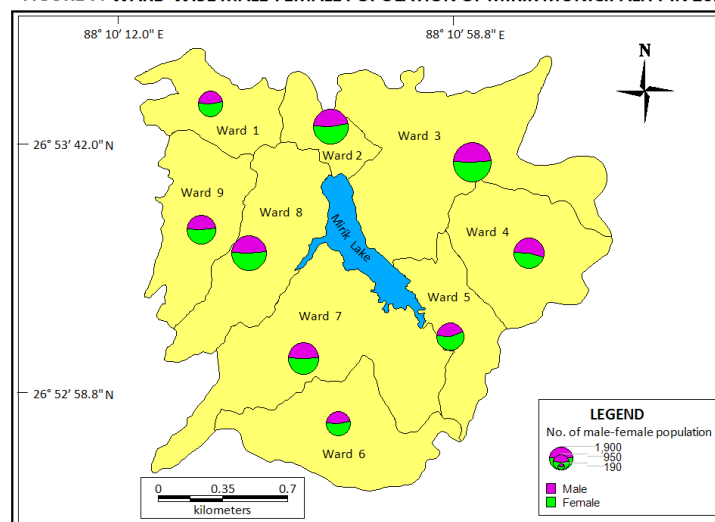 88° 10' 12.0" E
88° 10' 58.8" E
N
26° 53' 42.0" N
Ward 1
Ward 2
Ward 3
Ward 9
Ward 8
Mirik Lake
Ward 4
Ward 5
Ward 7
26° 52' 58.8" N
Ward 6
LEGEND
No. of male-female population
1,900
950
190
Male
Female
0 0.35 0.7
kilometers